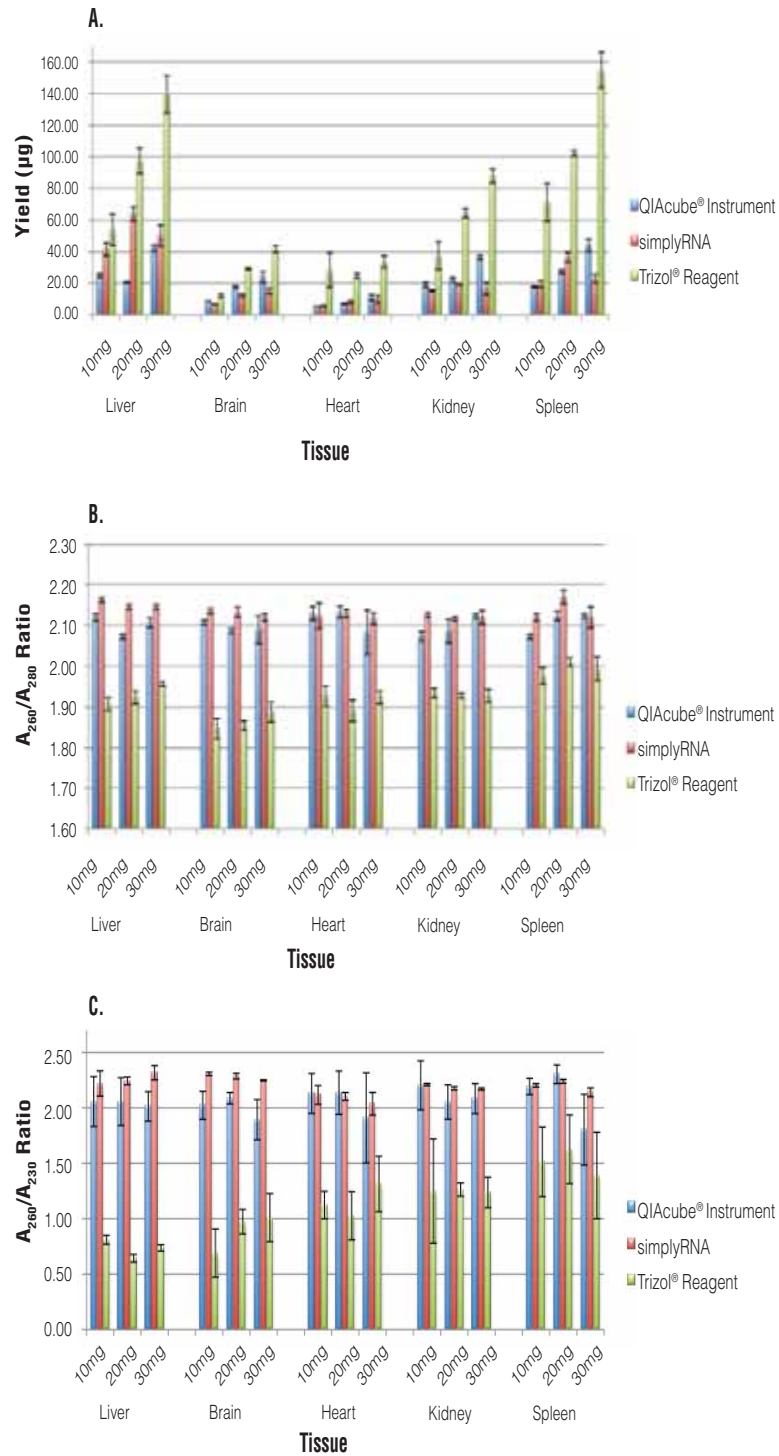 A.
Yield (µg)
160.00
140.00
120.00
100.00
80.00
60.00
40.00
20.00
0.00
QIAcube® Instrument
simplyRNA
Trizol® Reagent
10mg 20mg 30mg 10mg 20mg 30mg 10mg 20mg 30mg 10mg 20mg 30mg 10mg 20mg 30mg
Liver Brain Heart Kidney Spleen
Tissue
B.
A260/A280 Ratio
2.30
2.20
2.10
2.00
1.90
1.80
1.70
1.60
QIAcube® Instrument
simplyRNA
Trizol® Reagent
10mg 20mg 30mg 10mg 20mg 30mg 10mg 20mg 30mg 10mg 20mg 30mg 10mg 20mg 30mg
Liver Brain Heart Kidney Spleen
Tissue
C.
A260/A230 Ratio
2.50
2.00
1.50
1.00
0.50
0.00
QIAcube® Instrument
simplyRNA
Trizol® Reagent
10mg 20mg 30mg 10mg 20mg 30mg 10mg 20mg 30mg 10mg 20mg 30mg 10mg 20mg 30mg
Liver Brain Heart Kidney Spleen
Tissue